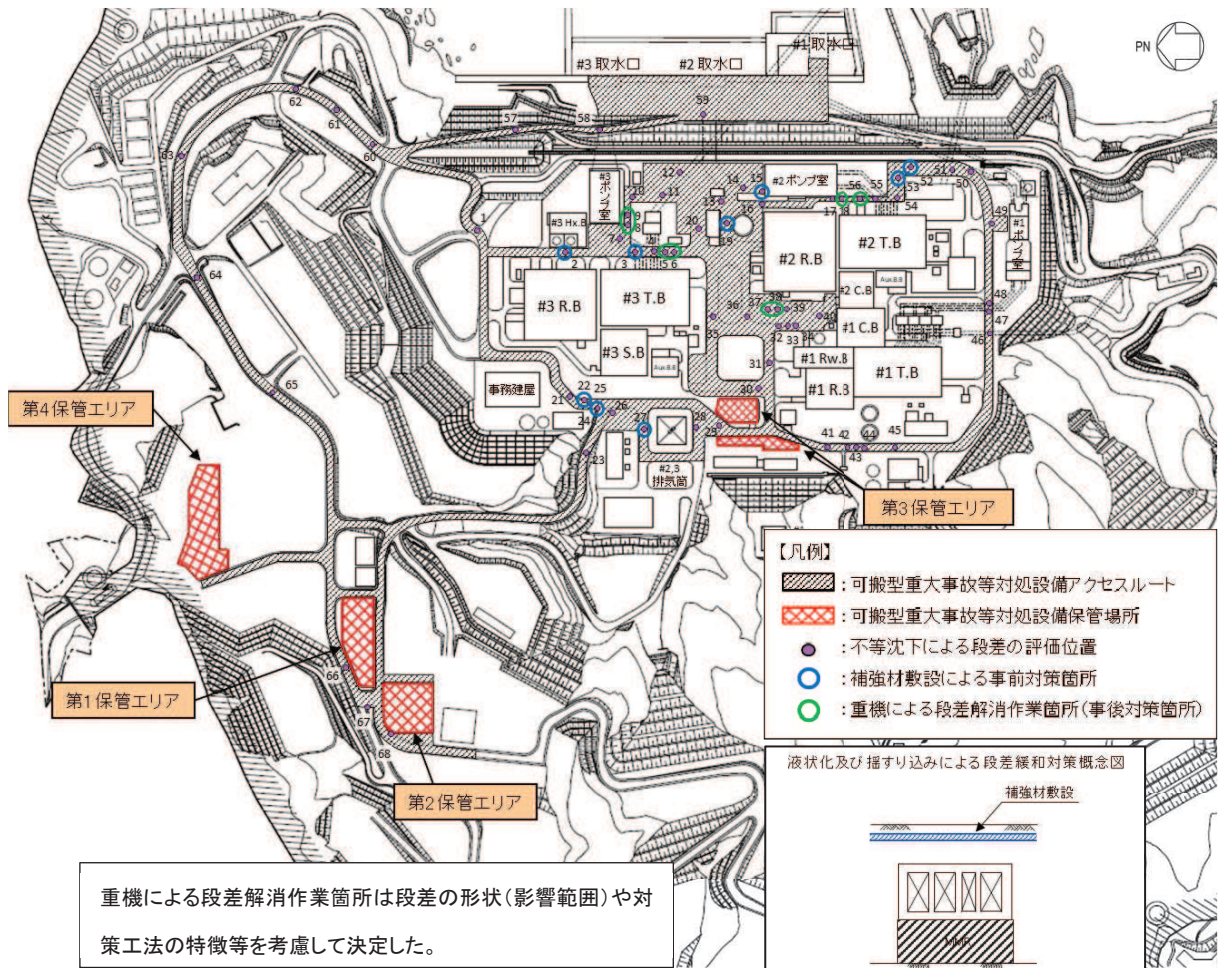 #1 取水口
#3 取水口
#2 取水口
PN
62
61
60
63
57
58
59
12
11
10
9
8
7
14
15
13
16
#2 ポンプ室
#3 ポンプ室
17
18
56
55
54
53
52
51
50
49
#1 ポンプ室
1
#3 Hx.B
2
3
4
5
6
20
19
#2 R.B
#2 T.B
#3 R.B
#3 T.B
#2 C.B
Aux.B.B
64
36
37
38
39
40
35
32
33
34
48
47
46
#1 C.B
#3 S.B
Aux.B.B
#1 Rw.B
#1 R.B
#1 T.B
31
30
事務建屋
65
21
22
25
24
26
27
28
29
23
41
42
43
44
45
#2,3
排気筒
第4保管エリア
第3保管エリア
【凡例】
:可搬型重大事故等対処設備アクセスルート
:可搬型重大事故等対処設備保管場所
:不等沈下による段差の評価位置
:補強材敷設による事前対策箇所
:重機による段差解消作業箇所(事後対策箇所)
66
第1保管エリア
67
68
第2保管エリア
液状化及び揺すり込みによる段差緩和対策概念図
補強材敷設
MMR
重機による段差解消作業箇所は段差の形状(影響範囲)や対
策工法の特徴等を考慮して決定した。